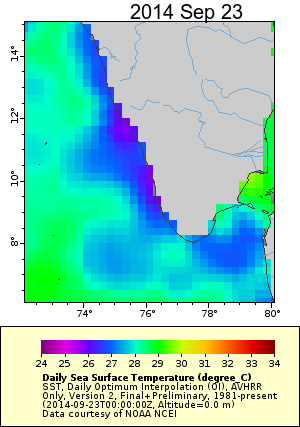 2014 Sep 23
14°
12°
10°
8°
74° 76° 78° 80°
24 25 26 27 28 29 30 31 32 33 34
Daily Sea Surface Temperature (degree_C)
SST, Daily Optimum Interpolation (OI), AVHRR
Only, Version 2, Final+Preliminary, 1981-present
(2014-09-23T00:00:00Z, Altitude=0.0 m)
Data courtesy of NOAA NCEI